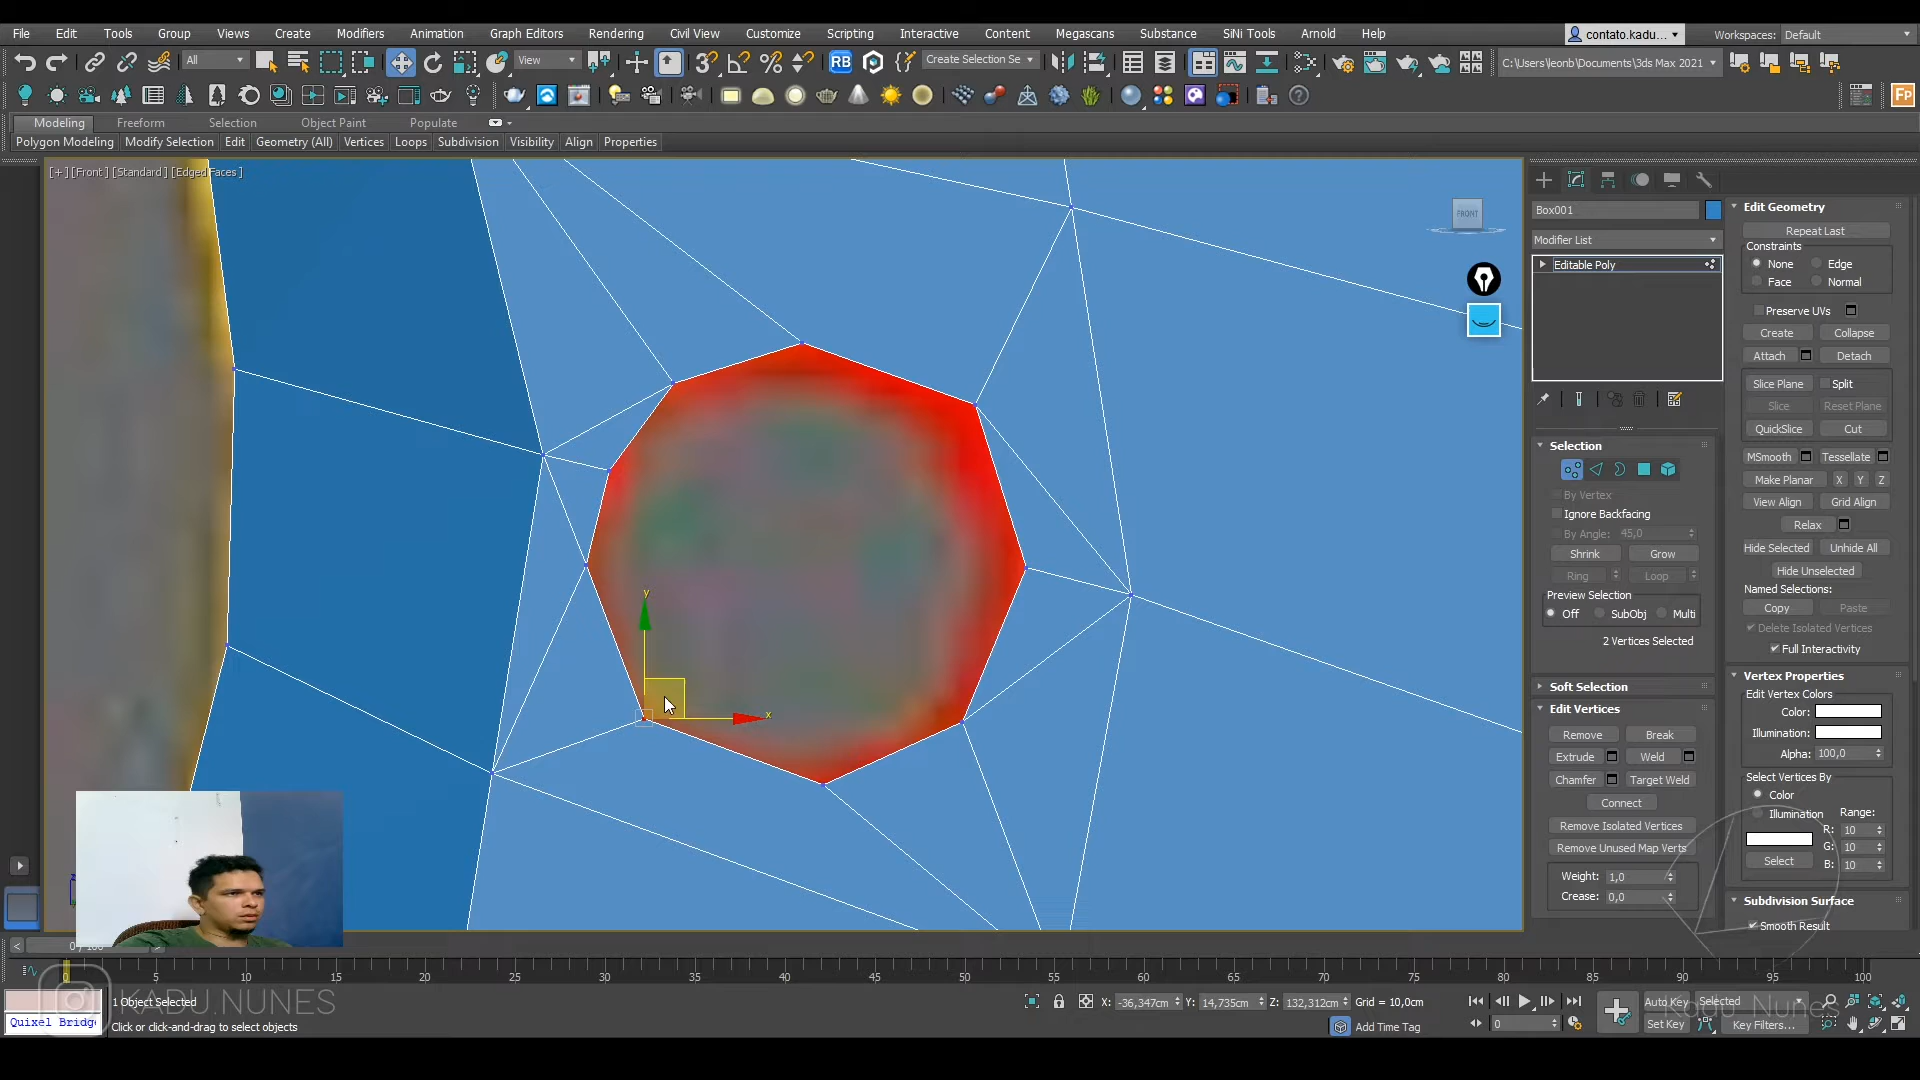 File Edit Tools Group Views Create Modifiers Animation Graph Editors Rendering Civil View Customize Scripting Interactive Content Megascans Substance SiNi Tools Arnold Help contato.kadu... Workspaces: Default
All View Create Selection Se C:\Users\leonb\Documents\3ds Max 2021
RB
Fp
Modeling Freeform Selection Object Paint Populate
Polygon Modeling Modify Selection Edit Geometry (All) Vertices Loops Subdivision Visibility Align Properties
[+] [Front] [Standard] [Edged Faces]
FRONT
y
x
Box001
Modifier List
Editable Poly
Selection
By Vertex
Ignore Backfacing
By Angle: 45,0
Shrink Grow
Ring Loop
Preview Selection
Off SubObj Multi
2 Vertices Selected
Soft Selection
Edit Vertices
Remove Break
Extrude Weld
Chamfer Target Weld
Connect
Remove Isolated Vertices
Remove Unused Map Verts
Weight: 1,0
Crease: 0,0
Edit Geometry
Repeat Last
Constraints
None Edge
Face Normal
Preserve UVs
Create Collapse
Attach Detach
Slice Plane Split
Slice Reset Plane
QuickSlice Cut
MSmooth Tessellate
Make Planar X Y Z
View Align Grid Align
Relax
Hide Selected Unhide All
Hide Unselected
Named Selections:
Copy Paste
Delete Isolated Vertices
Full Interactivity
Vertex Properties
Edit Vertex Colors
Color:
Illumination:
Alpha: 100,0
Select Vertices By
Color
Illumination Range:
R: 10
G: 10
B: 10
Select
Subdivision Surface
Smooth Result
0 / 100
0 5 10 15 20 25 30 35 40 45 50 55 60 65 70 75 80 85 90 95 100
KADU.NUNES
1 Object Selected
Quixel Bridg
Click or click-and-drag to select objects
X: -36,347cm Y: 14,735cm Z: 132,312cm Grid = 10,0cm
Add Time Tag
0
Auto Key Selected
Kadu Nunes
Set Key Key Filters...